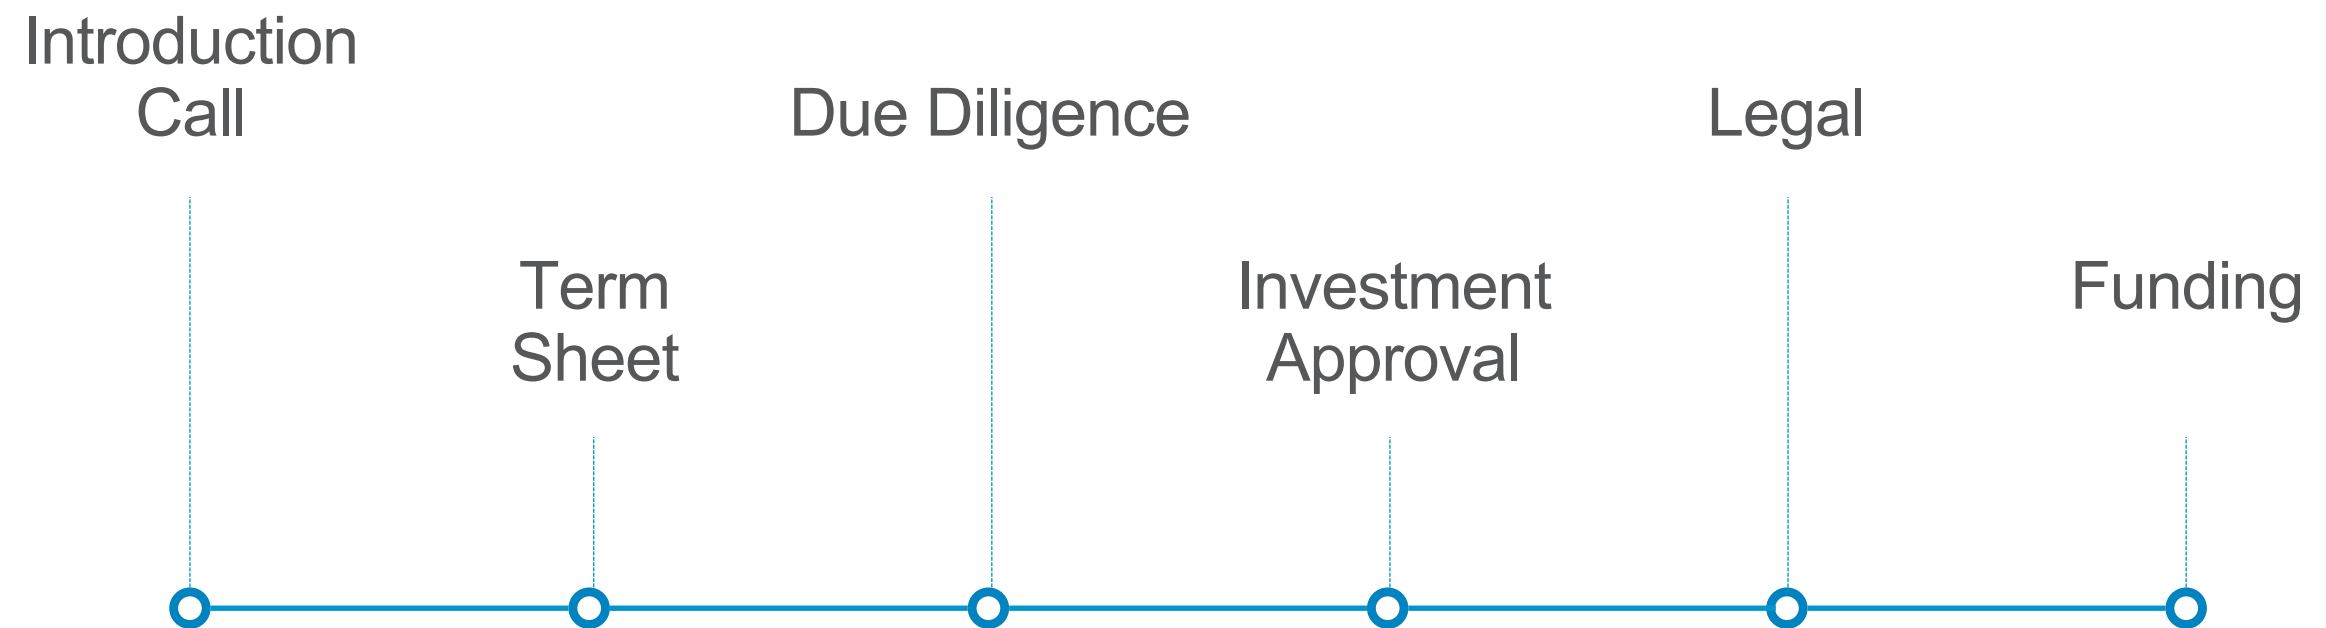 Introduction
Call
Term
Sheet
Due Diligence
Investment
Approval
Legal
Funding